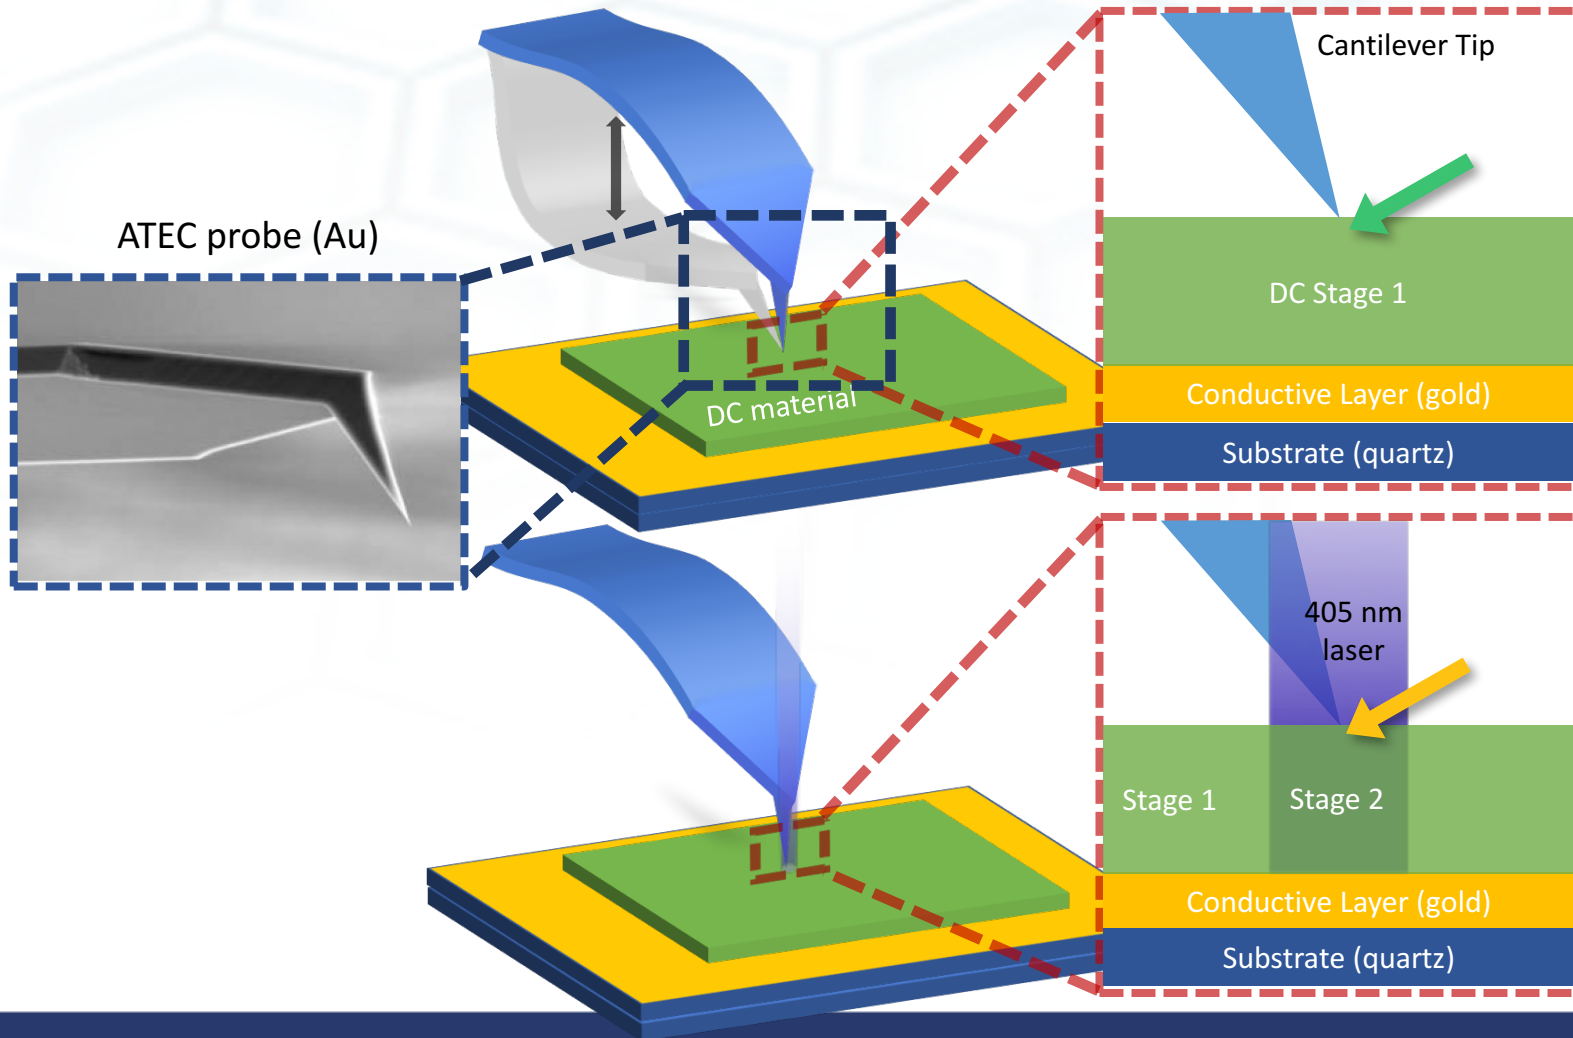 Cantilever Tip
ATEC probe (Au)
DC Stage 1
DC material
Conductive Layer (gold)
Substrate (quartz)
405 nm
laser
Stage 1
Stage 2
Conductive Layer (gold)
Substrate (quartz)